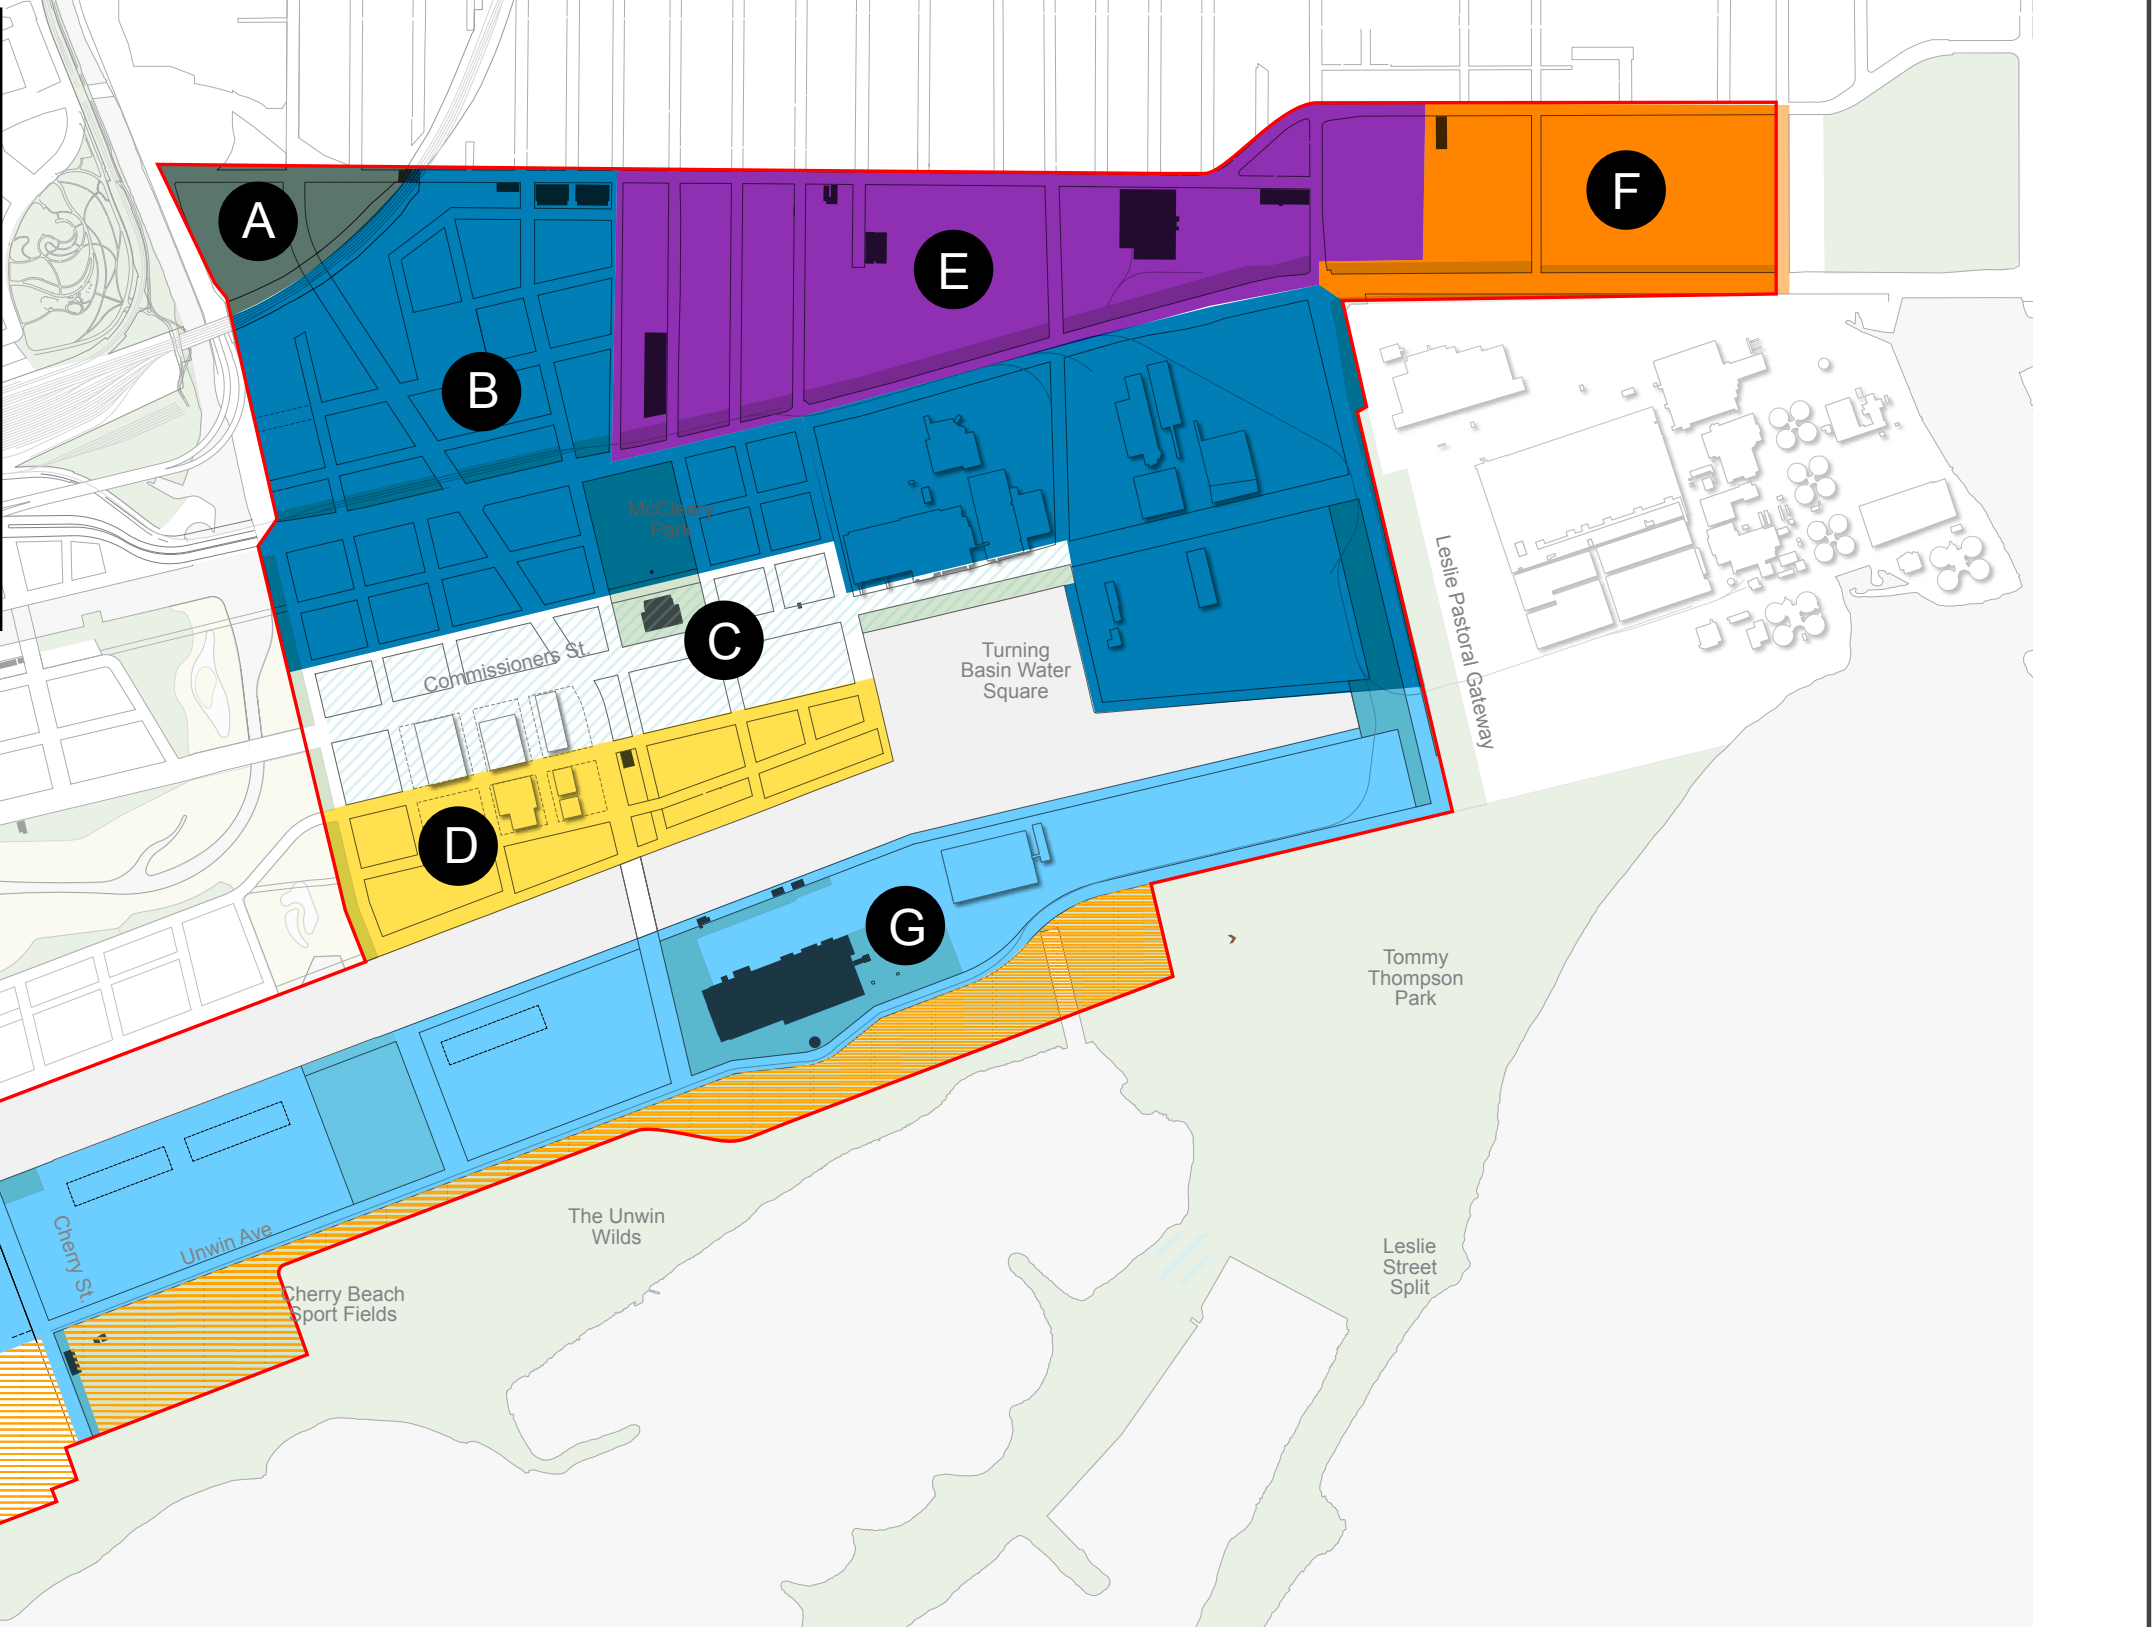 A
F
E
B
McCleary
Park
C
Commissioners St.
Turning
Basin Water
Square
Leslie Pastoral Gateway
D
G
Tommy
Thompson
Park
The Unwin
Wilds
Cherry St.
Unwin Ave
Leslie
Street
Split
Cherry Beach
Sport Fields